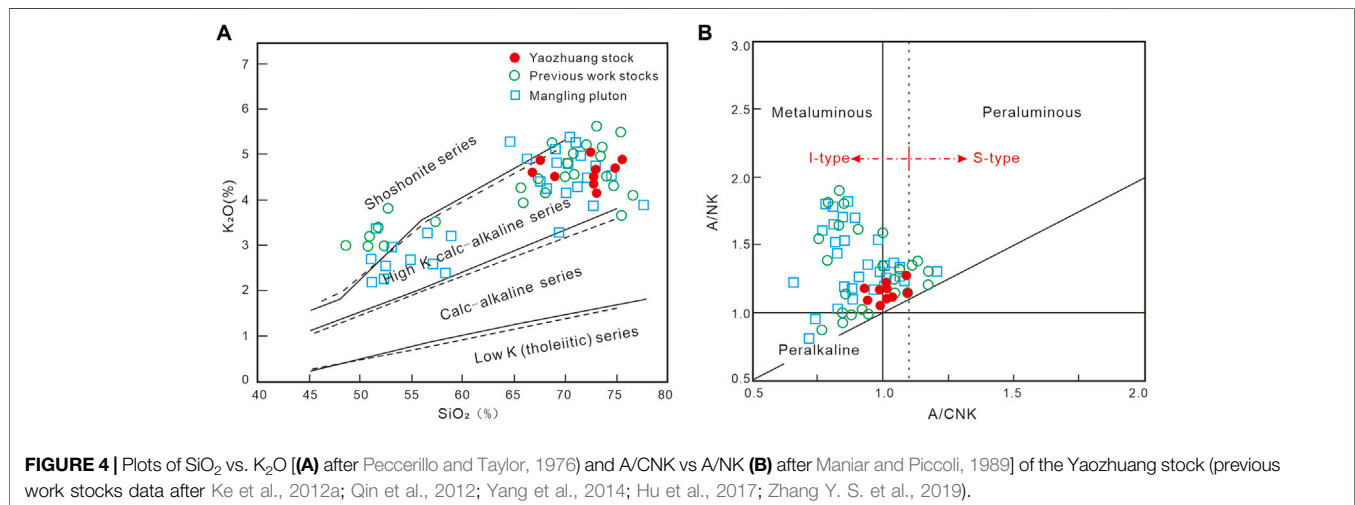 A
7
6
5
4
3
2
1
0
K₂O(%)
40 45 50 55 60 65 70 75 80
SiO₂ (%)
Yaozhuang stock
Previous work stocks
Mangling pluton
Shoshonite series
High K calc-alkaline series
Calc-alkaline series
Low K (tholeiitic) series
B
3.0
2.5
2.0
1.5
1.0
0.5
A/NK
0.5 1.0 1.5 2.0
A/CNK
Metaluminous
Peraluminous
I-type
S-type
Peralkaline
FIGURE 4 | Plots of SiO₂ vs. K₂O [(A) after Peccerillo and Taylor, 1976) and A/CNK vs A/NK (B) after Maniar and Piccoli, 1989] of the Yaozhuang stock (previous
work stocks data after Ke et al., 2012a; Qin et al., 2012; Yang et al., 2014; Hu et al., 2017; Zhang Y. S. et al., 2019).